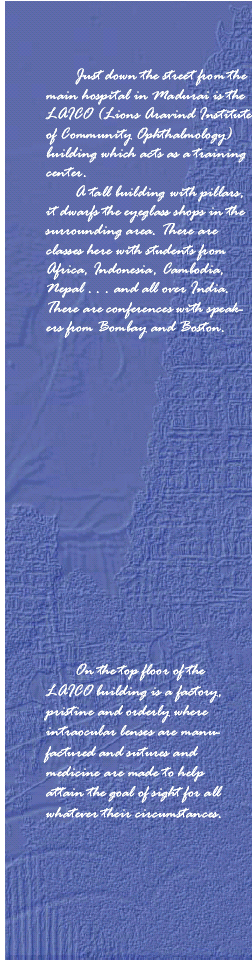 Just down the street from the
main hospital in Madurai is the
LAICO (Lions Aravind Institute
of Community Ophthalmology)
building which acts as a training
center.
A tall building with pillars,
it dwarfs the eyeglass shops in the
surrounding area. There are
classes here with students from
Africa, Indonesia, Cambodia,
Nepal . . . and all over India.
There are conferences with speak-
ers from Bombay and Boston.
On the top floor of the
LAICO building is a factory,
pristine and orderly where
intraocular lenses are manu-
factured and sutures and
medicine are made to help
attain the goal of sight for all
whatever their circumstances.